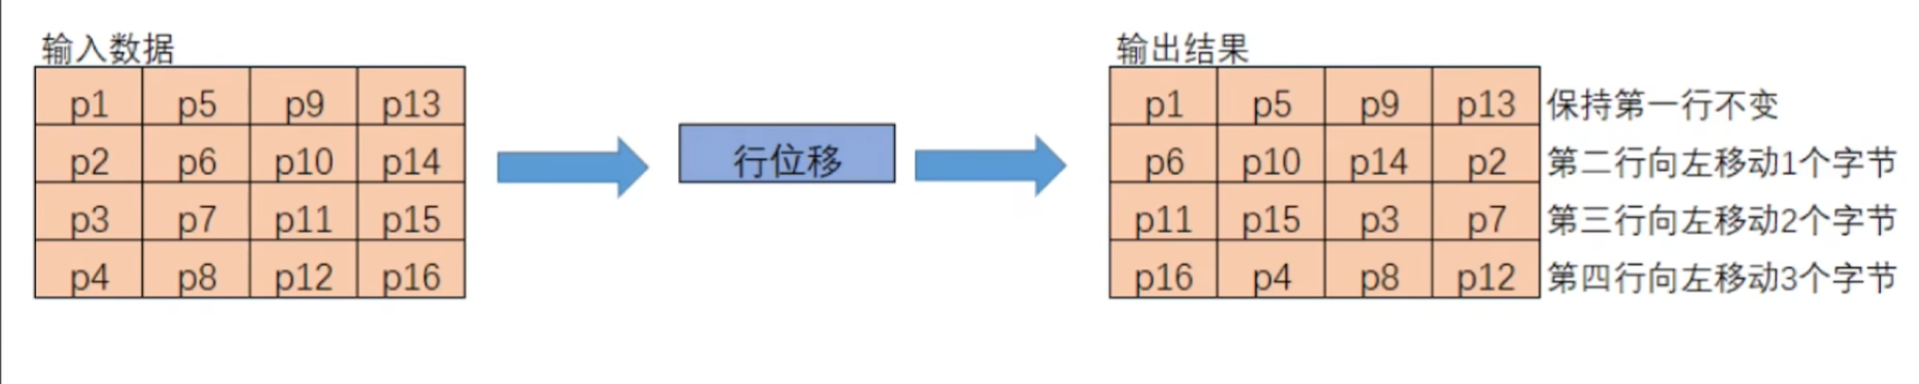 输入数据
p1 p5 p9 p13
p2 p6 p10 p14
p3 p7 p11 p15
p4 p8 p12 p16
行位移
输出结果
p1 p5 p9 p13 保持第一行不变
p6 p10 p14 p2 第二行向左移动1个字节
p11 p15 p3 p7 第三行向左移动2个字节
p16 p4 p8 p12 第四行向左移动3个字节